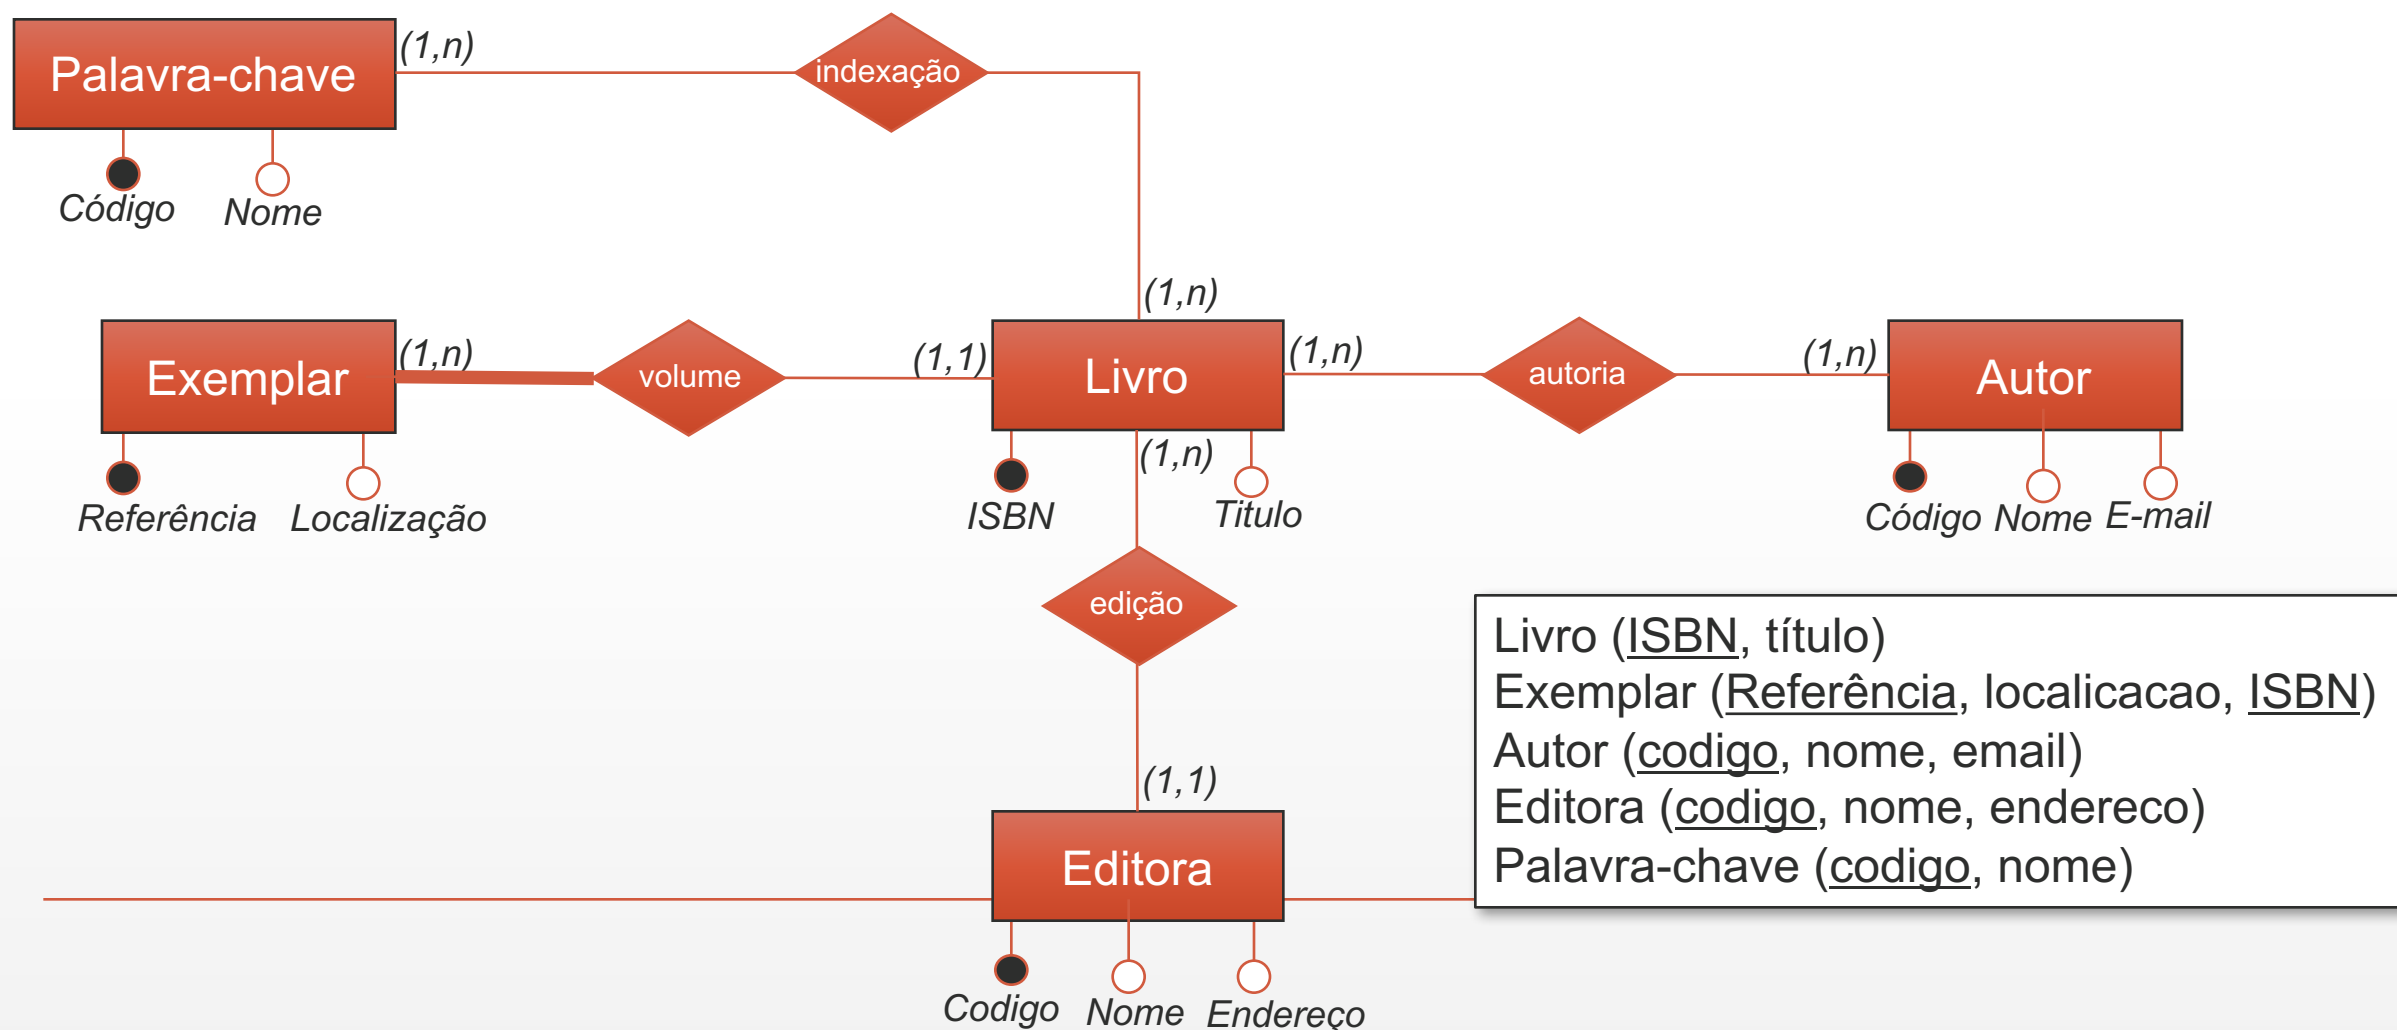 Palavra-chave
(1,n)
indexação
Código
Nome
(1,n)
Exemplar
(1,n)
volume
(1,1)
Livro
(1,n)
autoria
(1,n)
Autor
Referência
Localização
ISBN
(1,n)
Titulo
Código
Nome
E-mail
edição
(1,1)
Editora
Codigo
Nome
Endereço
Livro (ISBN, título)
Exemplar (Referência, localicacao, ISBN)
Autor (codigo, nome, email)
Editora (codigo, nome, endereco)
Palavra-chave (codigo, nome)